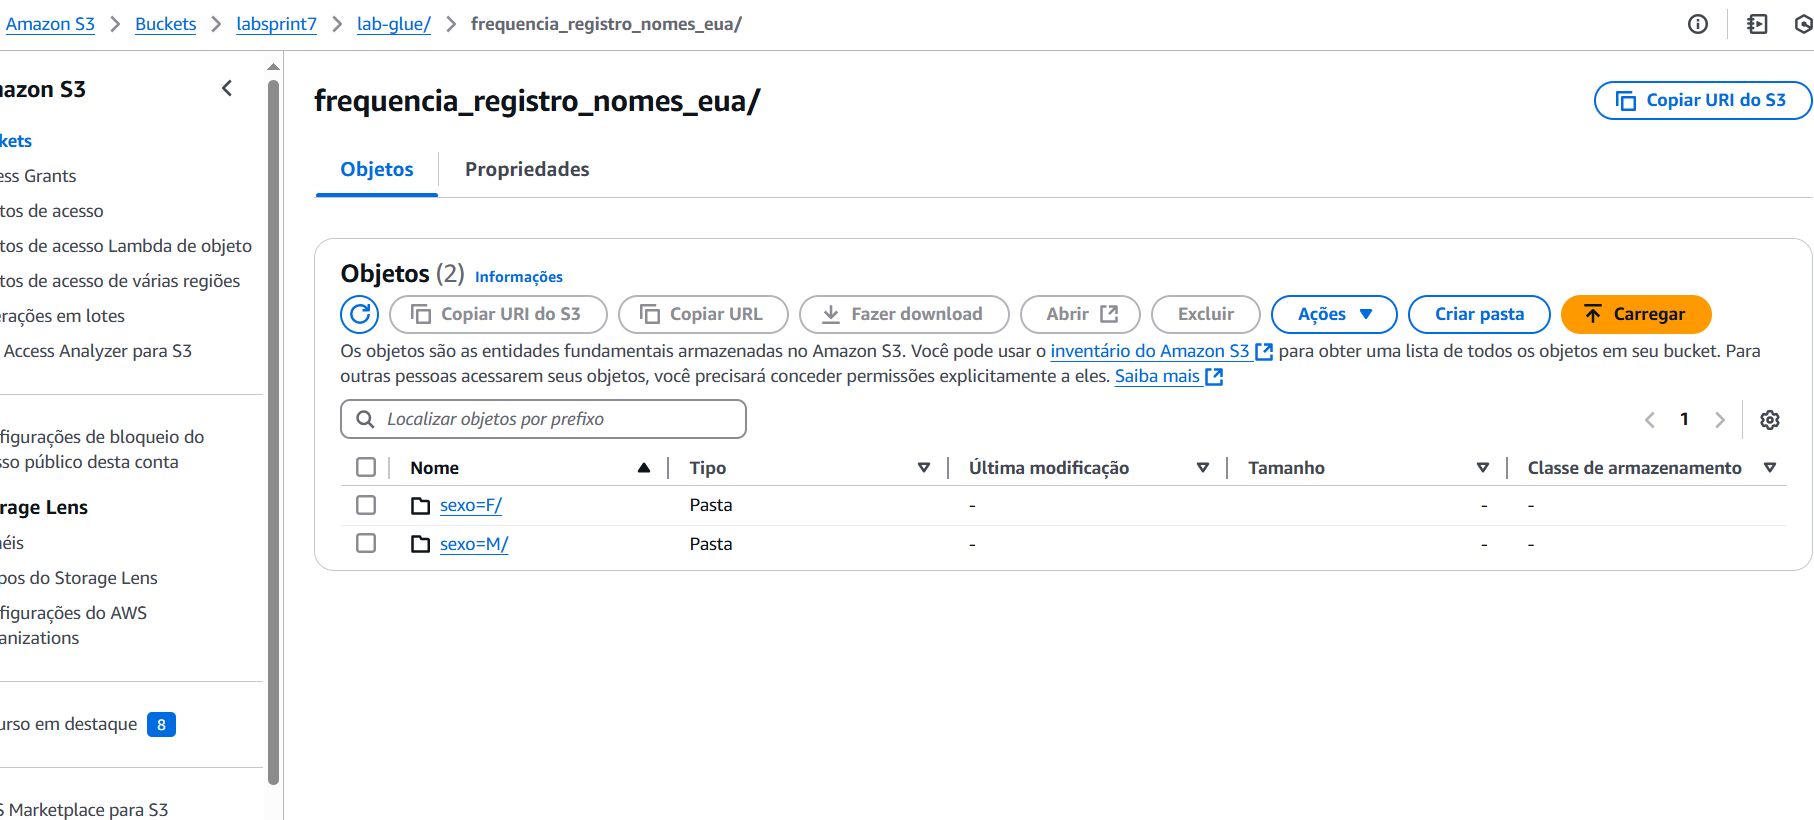 Amazon S3 > Buckets > labsprint7 > lab-glue/ > frequencia_registro_nomes_eua/
azon S3
kets
ess Grants
tos de acesso
tos de acesso Lambda de objeto
tos de acesso de várias regiões
rações em lotes
Access Analyzer para S3
figurações de bloqueio do
sso público desta conta
rage Lens
éis
pos do Storage Lens
figurações do AWS
anizations
urso em destaque 8
S Marketplace para S3
frequencia_registro_nomes_eua/
Copiar URI do S3
Objetos Propriedades
Objetos (2) Informações
Copiar URI do S3 Copiar URL Fazer download Abrir Excluir Ações Criar pasta Carregar
Os objetos são as entidades fundamentais armazenadas no Amazon S3. Você pode usar o inventário do Amazon S3 para obter uma lista de todos os objetos em seu bucket. Para
outras pessoas acessarem seus objetos, você precisará conceder permissões explicitamente a eles. Saiba mais
Localizar objetos por prefixo
1
Nome Tipo Última modificação Tamanho Classe de armazenamento
sexo=F/ Pasta - - -
sexo=M/ Pasta - - -